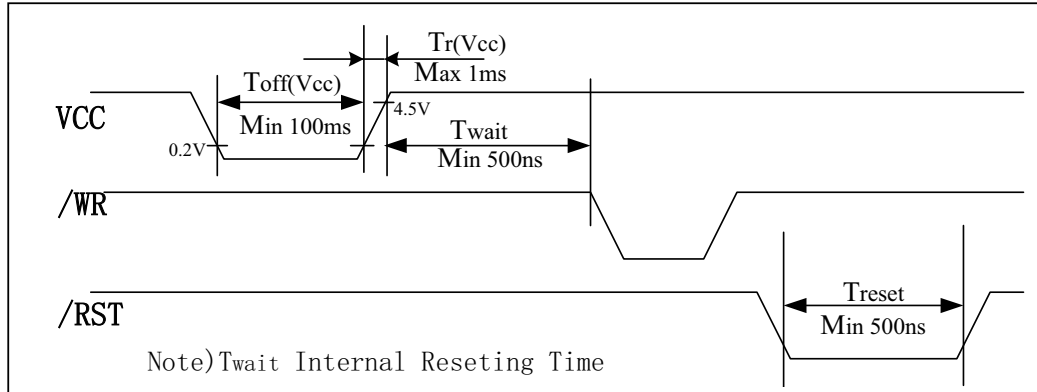 Tr(Vcc)
Max 1ms
Toff(Vcc)
VCC
4.5V
Min 100ms
Twait
0.2V
Min 500ns
/WR
Treset
/RST
Min 500ns
Note)Twait Internal Reseting Time